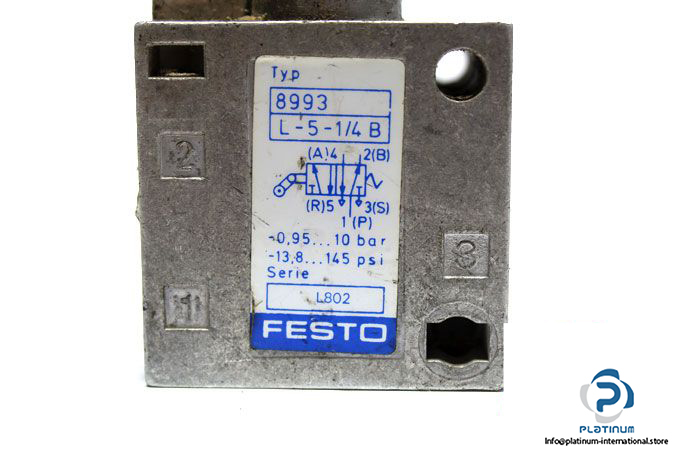 Typ
8993
L-5-1/4 B
(A)4 2(B)
(R)5 3(S)
1(P)
-0,95...10 bar
-13,8...145 psi
Serie
L802
FESTO
2
1
3
PLATINUM
Info@platinum-international.store